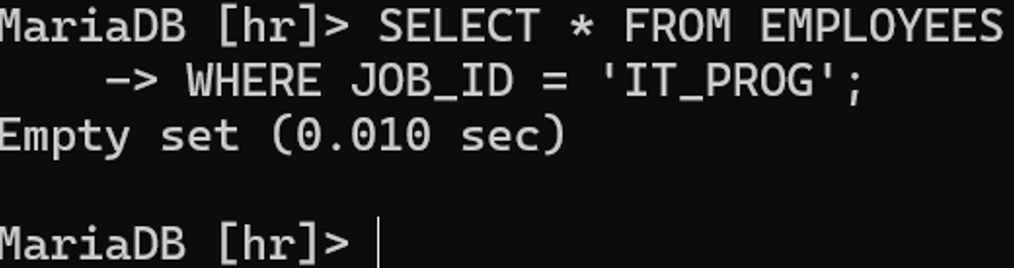 MariaDB [hr]> SELECT * FROM EMPLOYEES
    -> WHERE JOB_ID = 'IT_PROG';
Empty set (0.010 sec)
MariaDB [hr]>